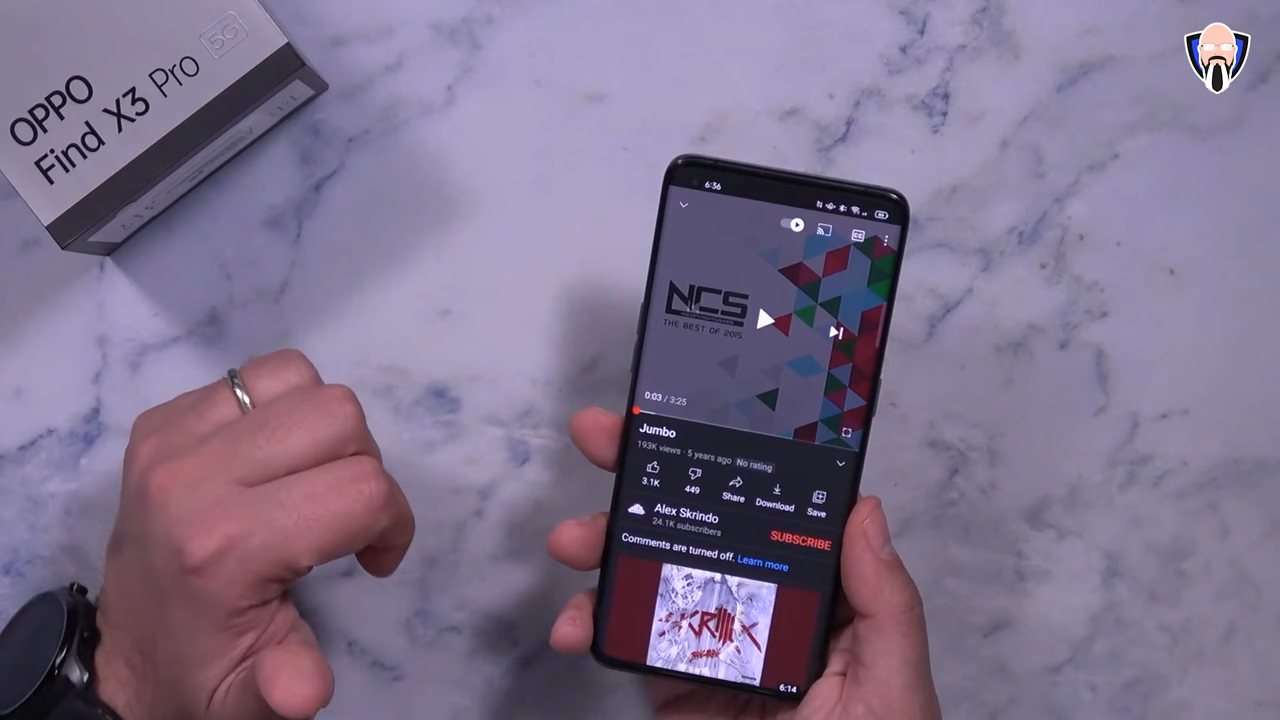 OPPO
Find X3 Pro 5G
6:36
CC
NCS
THE BEST OF 2015
0:03 / 3:25
Jumbo
193K views · 5 years ago No rating
3.1K
449
Share
Download
Save
Alex Skrindo
24.1K subscribers
SUBSCRIBE
Comments are turned off. Learn more
SKRILLEX
6:14